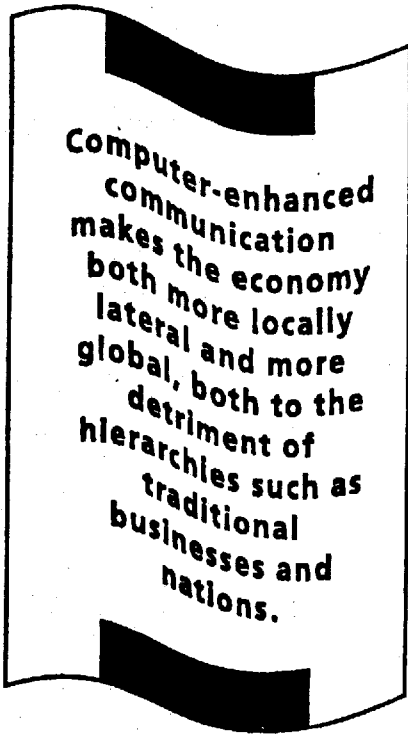 Computer-enhanced
communication
makes the economy
both more locally
lateral and more
global, both to the
detriment of
hierarchies such as
traditional
businesses and
nations.